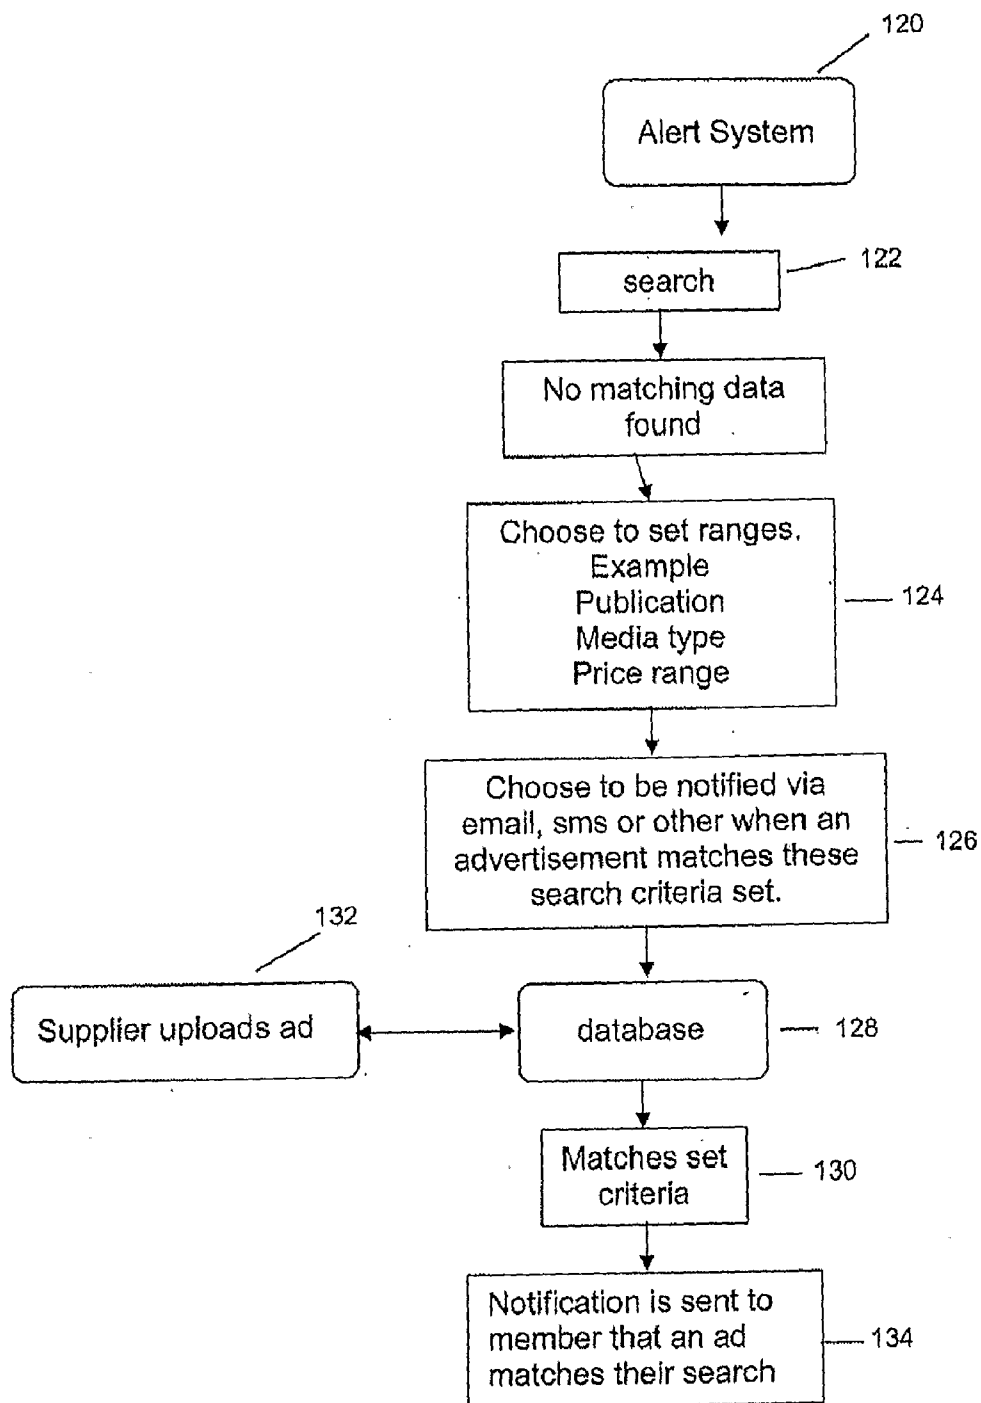 120
Alert System
search
122
No matching data
found
Choose to set ranges.
Example
Publication
Media type
Price range
124
Choose to be notified via
email, sms or other when an
advertisement matches these
search criteria set.
126
132
Supplier uploads ad
database
128
Matches set
criteria
130
Notification is sent to
member that an ad
matches their search
134